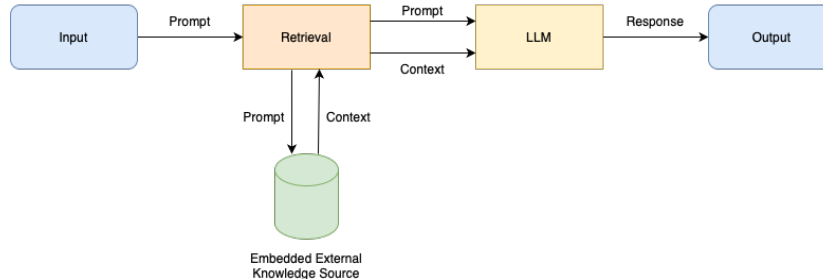 Input
Prompt
Retrieval
Prompt
Context
LLM
Response
Output
Prompt
Context
Embedded External
Knowledge Source